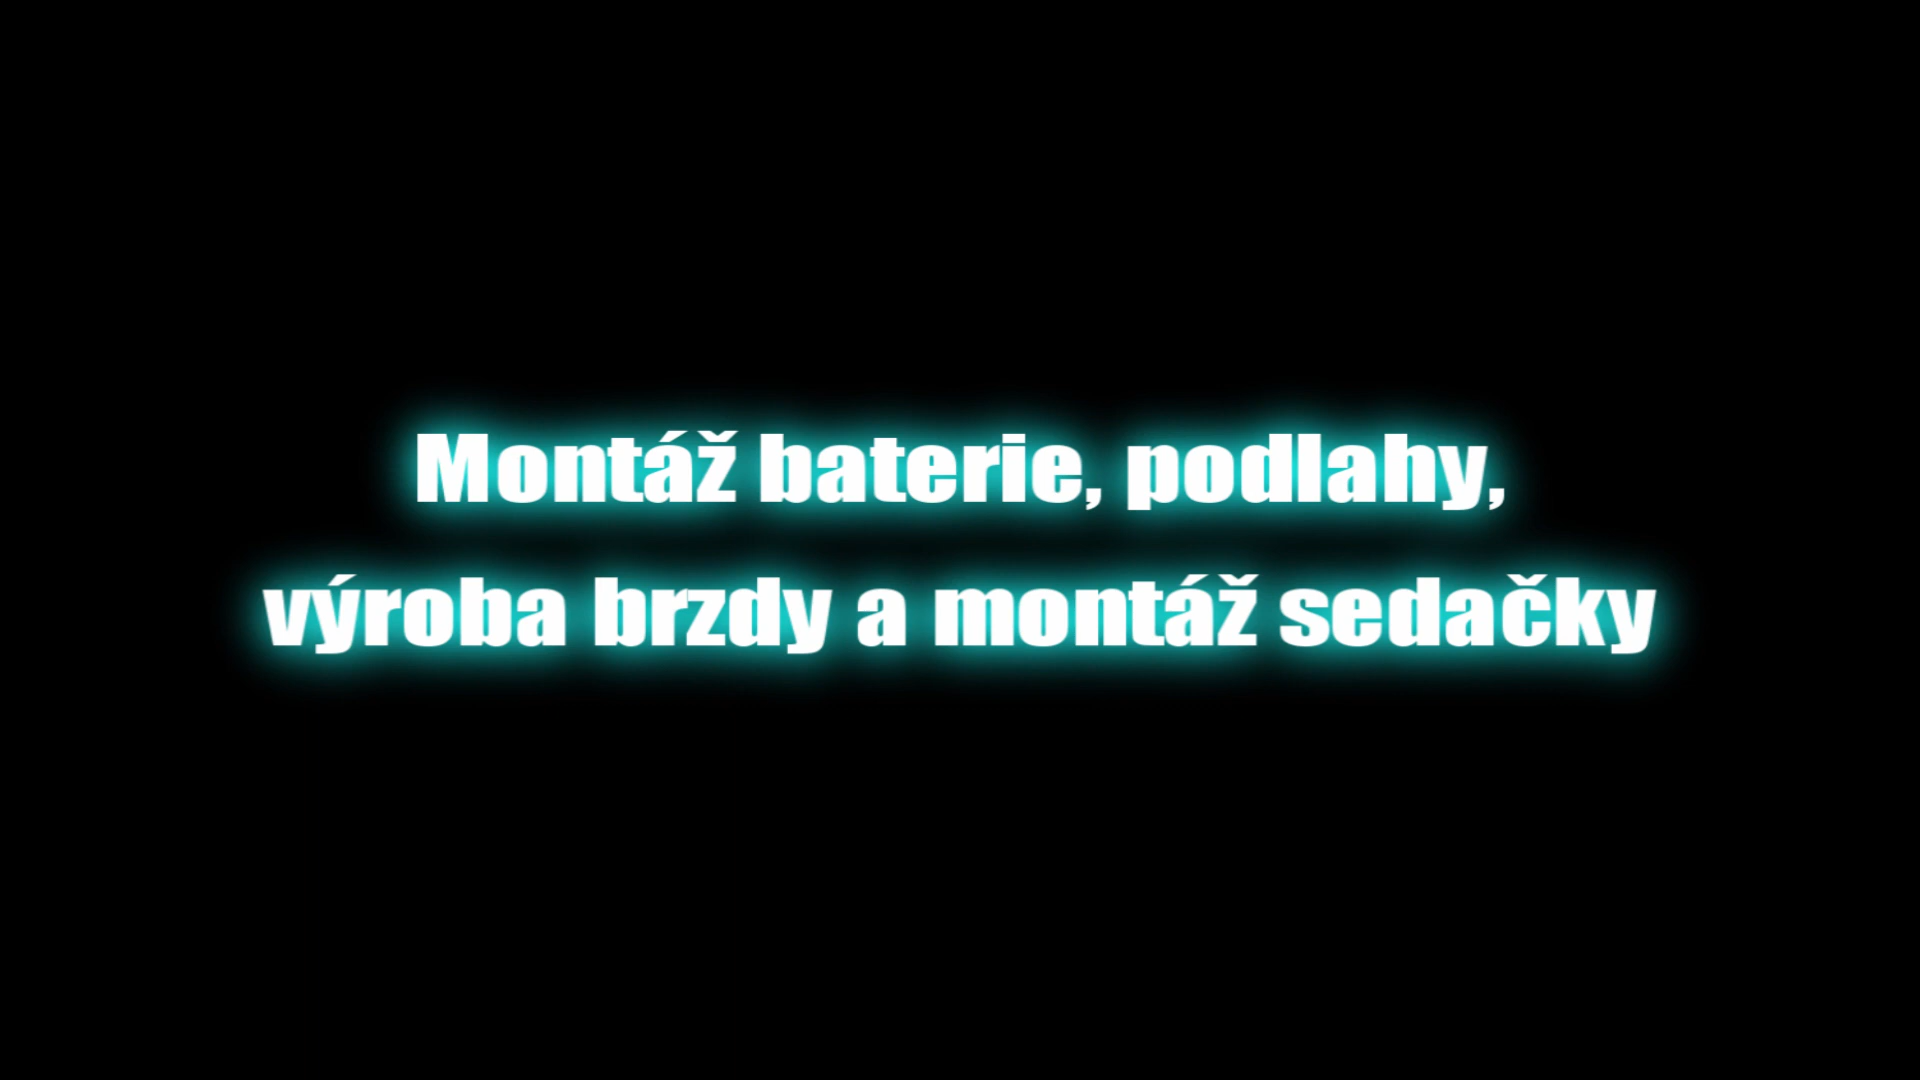 Montáž baterie, podlahy,
výroba brzdy a montáž sedačky